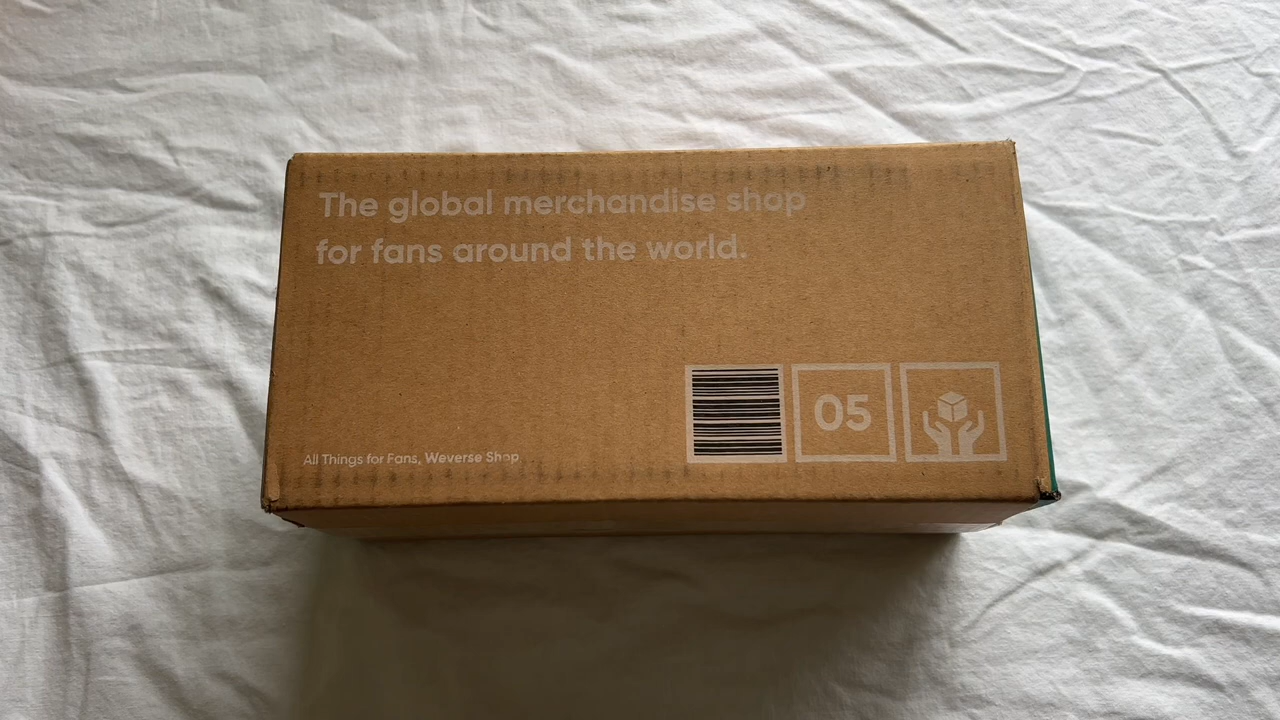 The global merchandise shop
for fans around the world.
05
All Things for Fans, Weverse Shop.